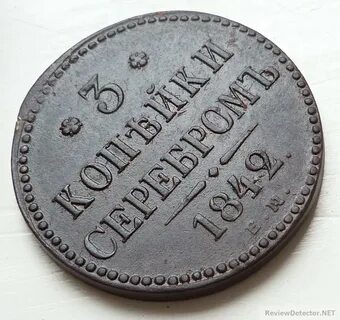 * 3 *
КОПѢЙКИ
СЕРЕБРОМЪ
1842.
Е. М.
ReviewDetector.NET